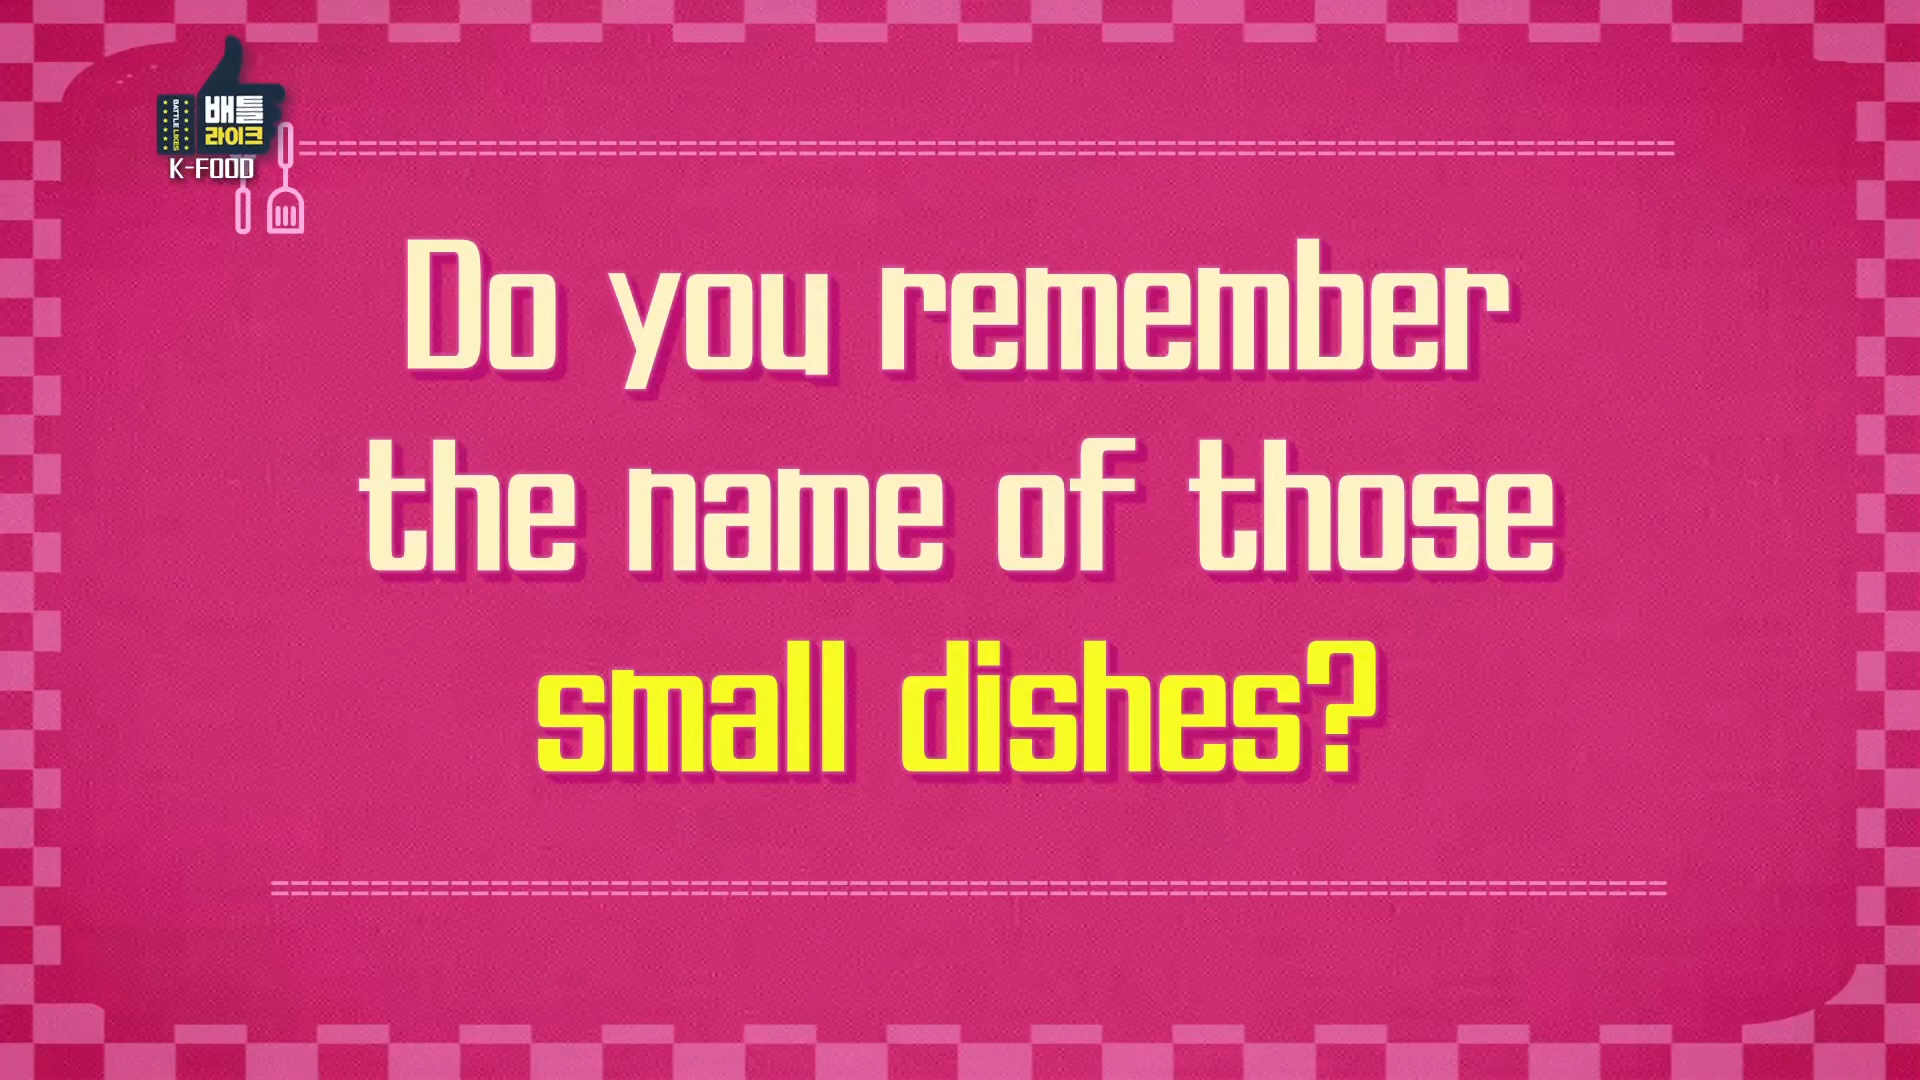 BATTLE LIKES
배틀
라이크
K-FOOD
Do you remember
the name of those
small dishes?